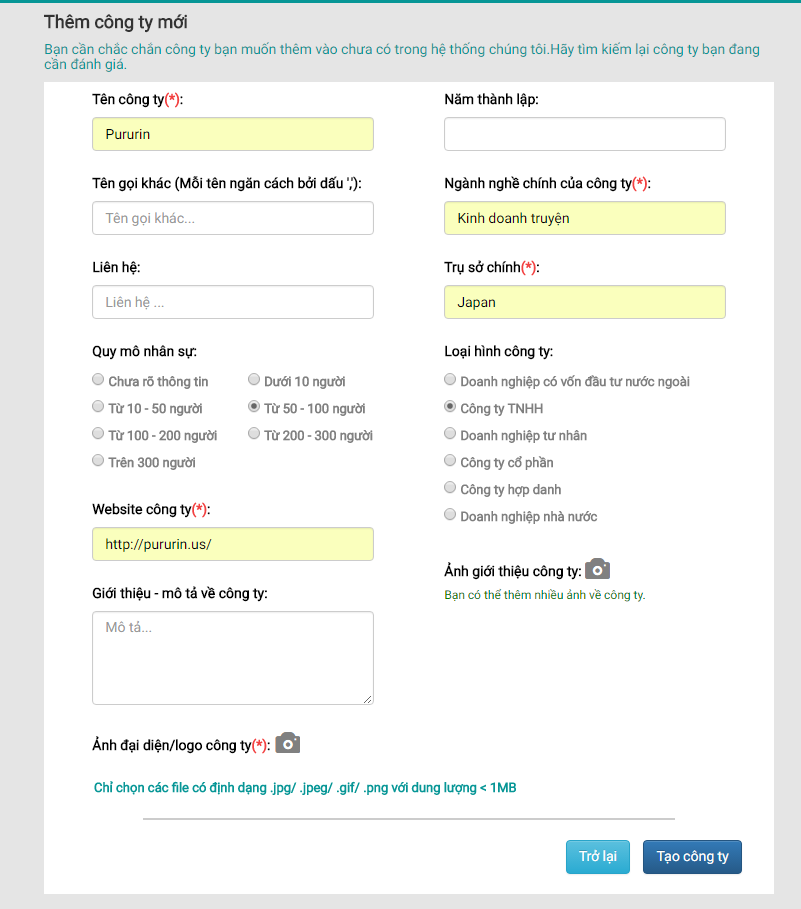 Thêm công ty mới
Bạn cần chắc chắn công ty bạn muốn thêm vào chưa có trong hệ thống chúng tôi.Hãy tìm kiếm lại công ty bạn đang
cần đánh giá.
Tên công ty(*):
Pururin
Năm thành lập:
Tên gọi khác (Mỗi tên ngăn cách bởi dấu ','):
Tên gọi khác...
Ngành nghề chính của công ty(*):
Kinh doanh truyện
Liên hệ:
Liên hệ ...
Trụ sở chính(*):
Japan
Quy mô nhân sự:
Chưa rõ thông tin
Dưới 10 người
Từ 10 - 50 người
Từ 50 - 100 người
Từ 100 - 200 người
Từ 200 - 300 người
Trên 300 người
Loại hình công ty:
Doanh nghiệp có vốn đầu tư nước ngoài
Công ty TNHH
Doanh nghiệp tư nhân
Công ty cổ phần
Công ty hợp danh
Doanh nghiệp nhà nước
Website công ty(*):
http://pururin.us/
Ảnh giới thiệu công ty:
Bạn có thể thêm nhiều ảnh về công ty.
Giới thiệu - mô tả về công ty:
Mô tả...
Ảnh đại diện/logo công ty(*):
Chỉ chọn các file có định dạng .jpg/ .jpeg/ .gif/ .png với dung lượng < 1MB
Trở lại
Tạo công ty